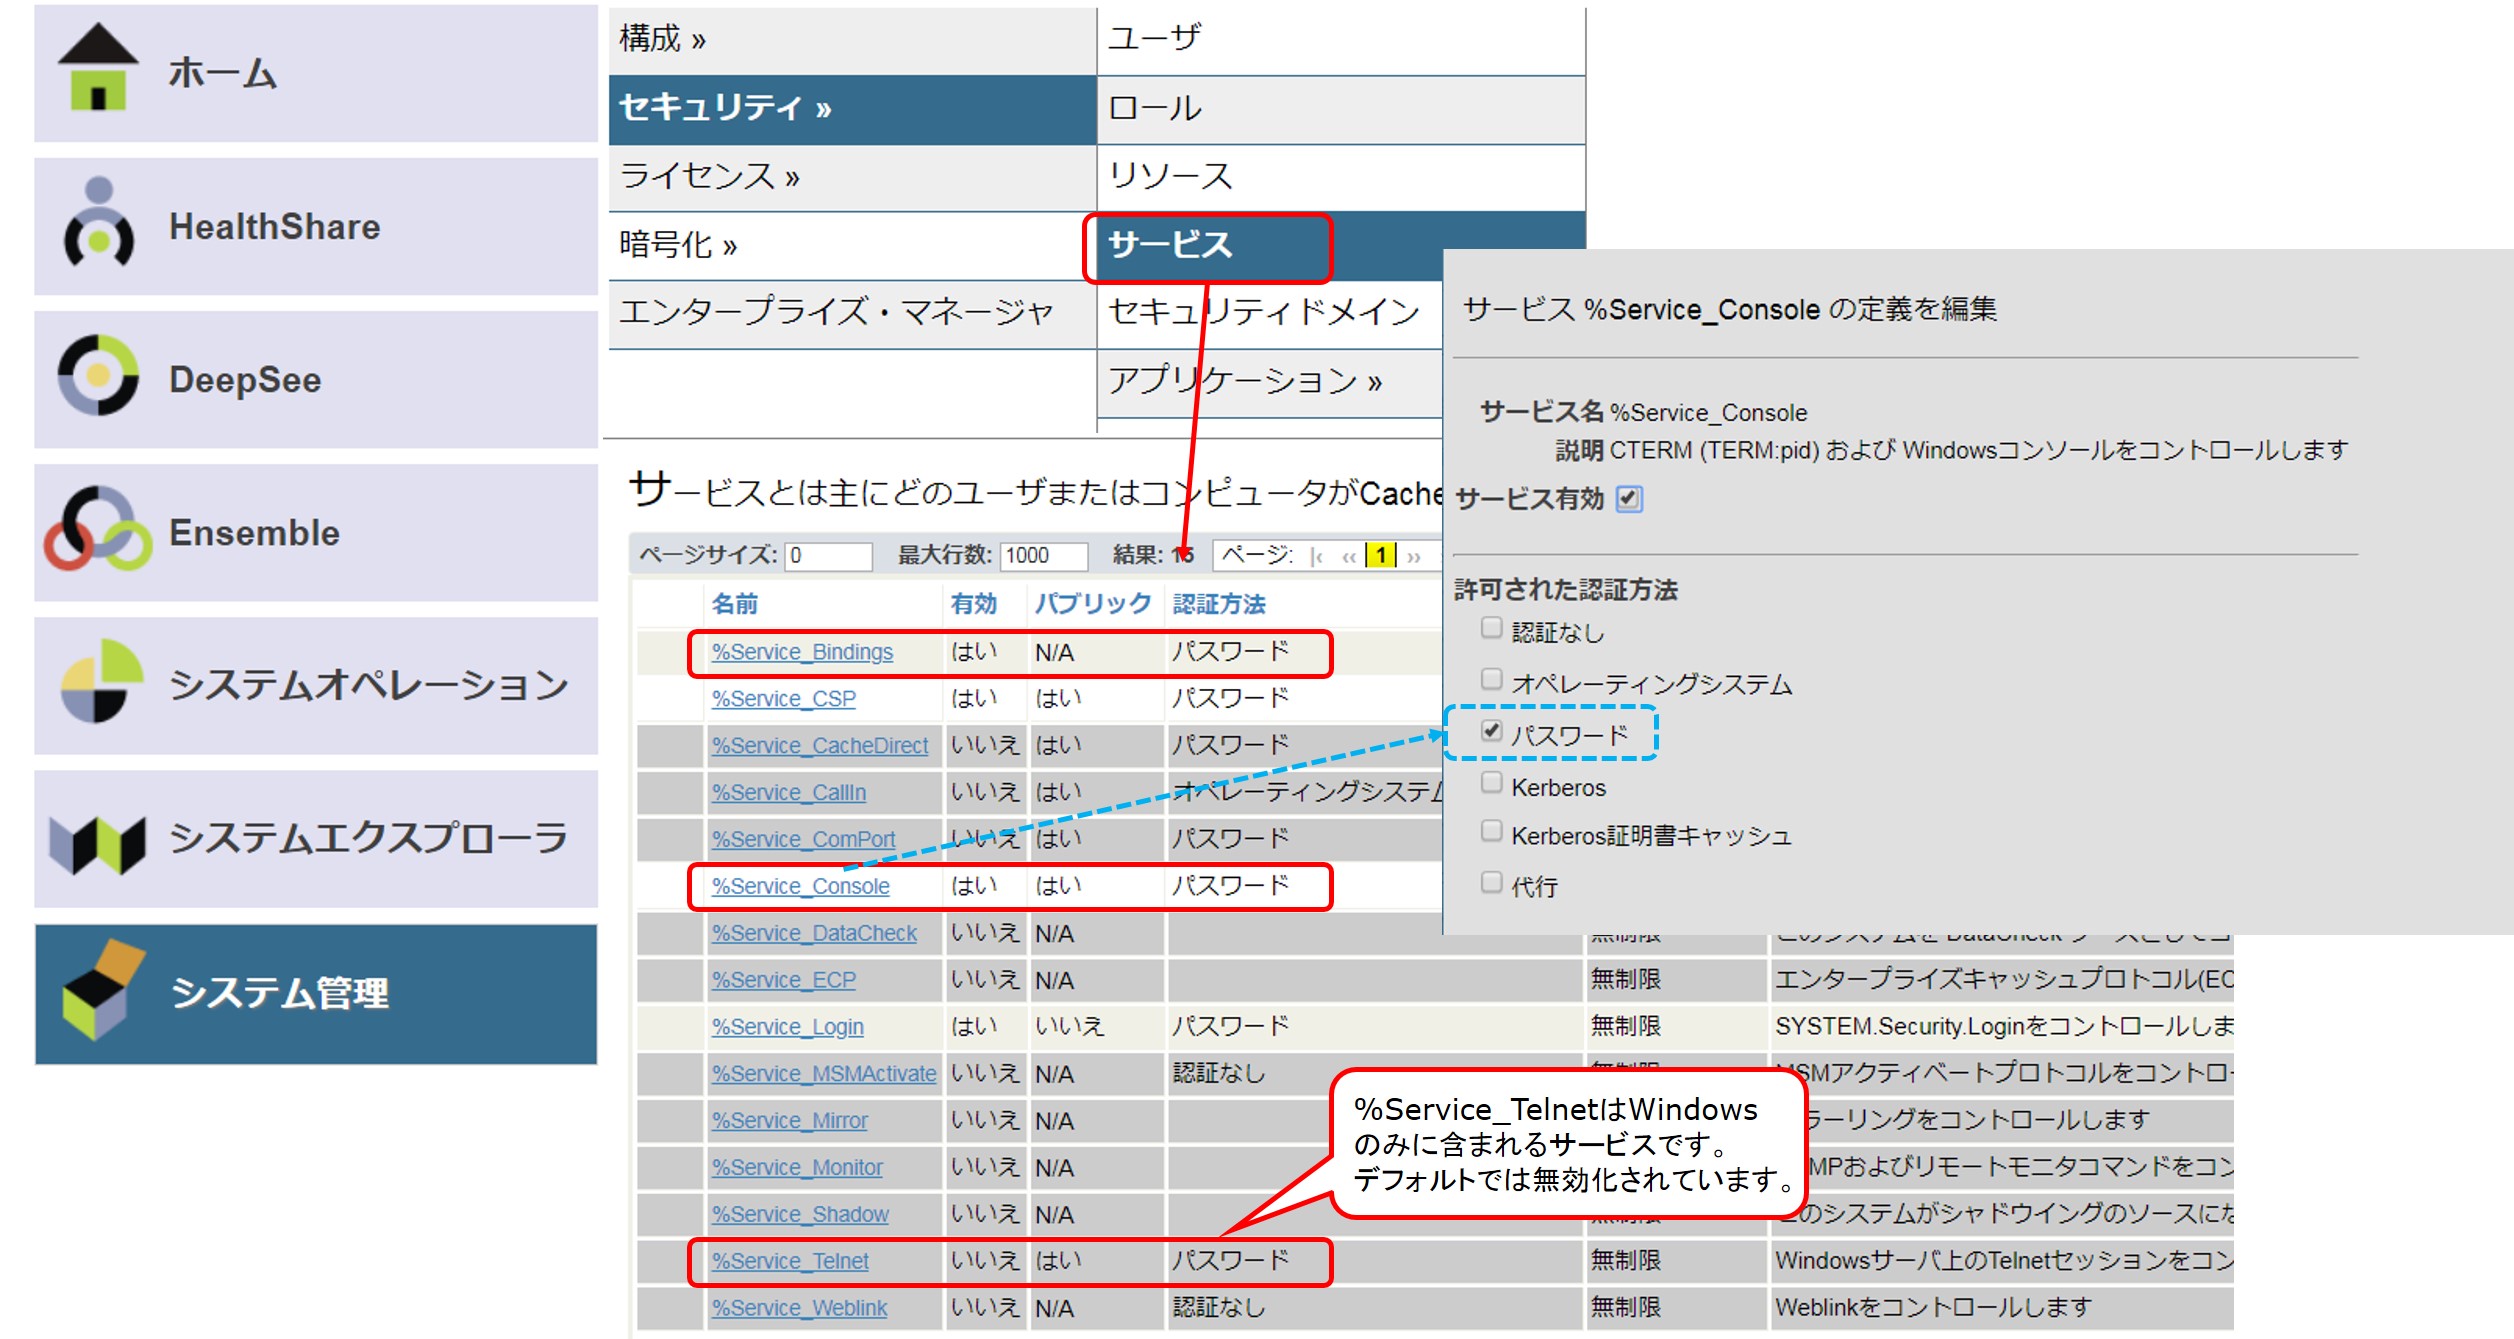 ホーム
HealthShare
DeepSee
Ensemble
システムオペレーション
システムエクスプローラ
システム管理
構成 »
セキュリティ »
ライセンス »
暗号化 »
エンタープライズ・マネージャ
ユーザ
ロール
リソース
サービス
セキュリティドメイン
アプリケーション »
サービスとは主にどのユーザまたはコンピュータがCache
ページサイズ: 0 最大行数: 1000 結果: 15 ページ: |‹ ‹‹ 1 ››
名前 有効 パブリック 認証方法
%Service_Bindings はい N/A パスワード
%Service_CSP はい はい パスワード
%Service_CacheDirect いいえ はい パスワード
%Service_CallIn いいえ はい オペレーティングシステム
%Service_ComPort いいえ はい パスワード
%Service_Console はい はい パスワード
%Service_DataCheck いいえ N/A 無制限 このシステムを DataCheck ソースとしてコ
%Service_ECP いいえ N/A 無制限 エンタープライズキャッシュプロトコル(EC
%Service_Login はい いいえ パスワード 無制限 SYSTEM.Security.Loginをコントロールしま
%Service_MSMActivate いいえ N/A 認証なし MSMアクティベートプロトコルをコントロー
%Service_Mirror いいえ N/A ラーリングをコントロールします
%Service_Monitor いいえ N/A MPおよびリモートモニタコマンドをコン
%Service_Shadow いいえ N/A 無制限 このシステムがシャドウイングのソースにな
%Service_Telnet いいえ はい パスワード 無制限 Windowsサーバ上のTelnetセッションをコン
%Service_Weblink いいえ N/A 認証なし 無制限 Weblinkをコントロールします
%Service_TelnetはWindows
のみに含まれるサービスです。
デフォルトでは無効化されています。
サービス %Service_Console の定義を編集
サービス名 %Service_Console
説明 CTERM (TERM:pid) および Windowsコンソールをコントロールします
サービス有効
許可された認証方法
認証なし
オペレーティングシステム
パスワード
Kerberos
Kerberos証明書キャッシュ
代行